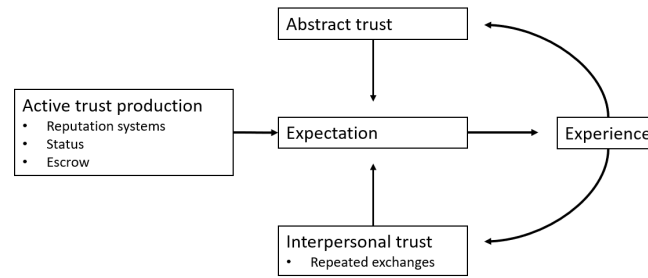 Abstract trust
Active trust production
• Reputation systems
• Status
• Escrow
Expectation
Experience
Interpersonal trust
• Repeated exchanges